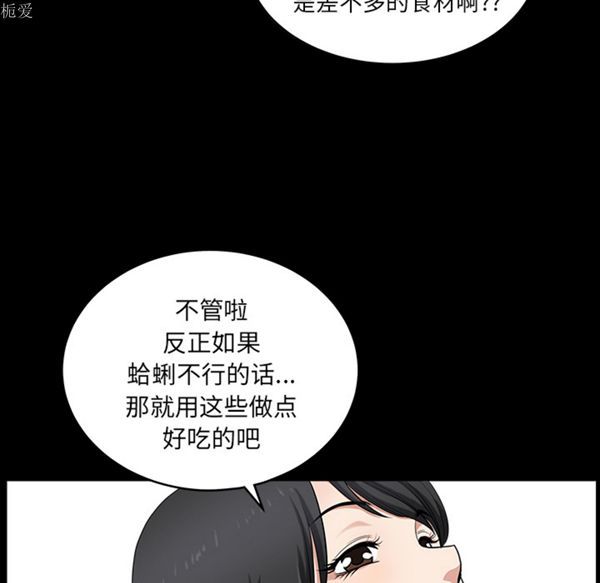 栀爱
是差不多的食材啊??
不管啦
反正如果
蛤蜊不行的话...
那就用这些做点
好吃的吧